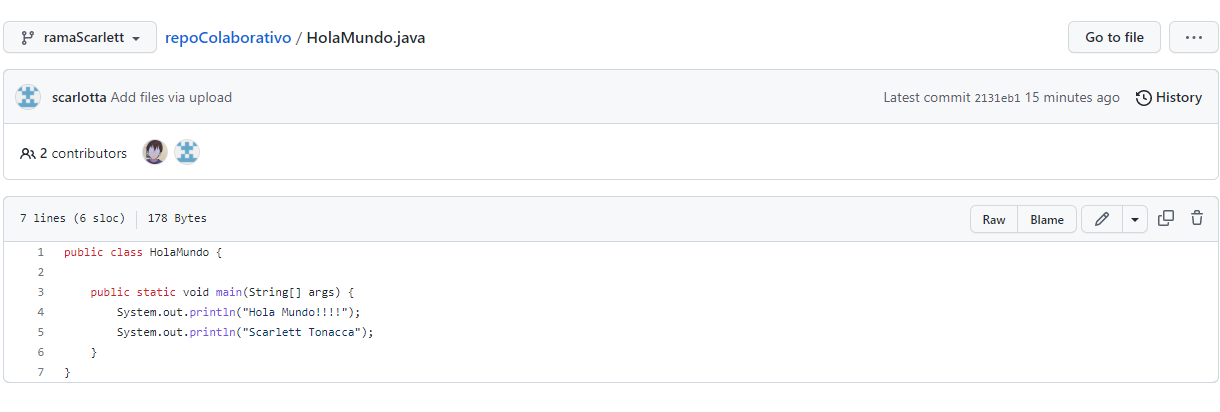 ramaScarlett repoColaborativo / HolaMundo.java Go to file ...
scarlotta Add files via upload Latest commit 2131eb1 15 minutes ago History
2 contributors
7 lines (6 sloc) 178 Bytes Raw Blame
1 public class HolaMundo {
2
3 public static void main(String[] args) {
4 System.out.println("Hola Mundo!!!!");
5 System.out.println("Scarlett Tonacca");
6 }
7 }